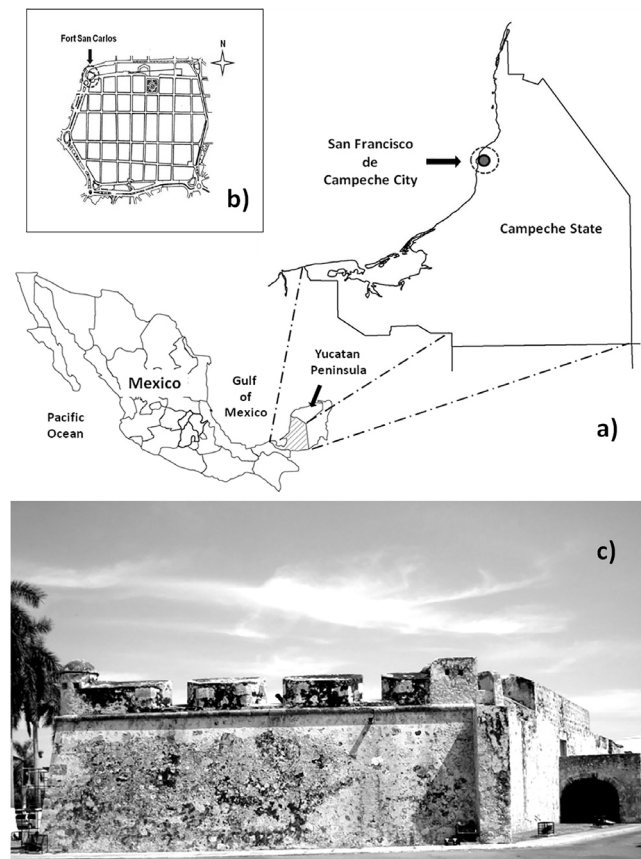 Fort San Carlos
N
b)
San Francisco
de
Campeche City
Campeche State
Yucatan
Peninsula
Mexico
Gulf
of
Mexico
Pacific
Ocean
a)
c)